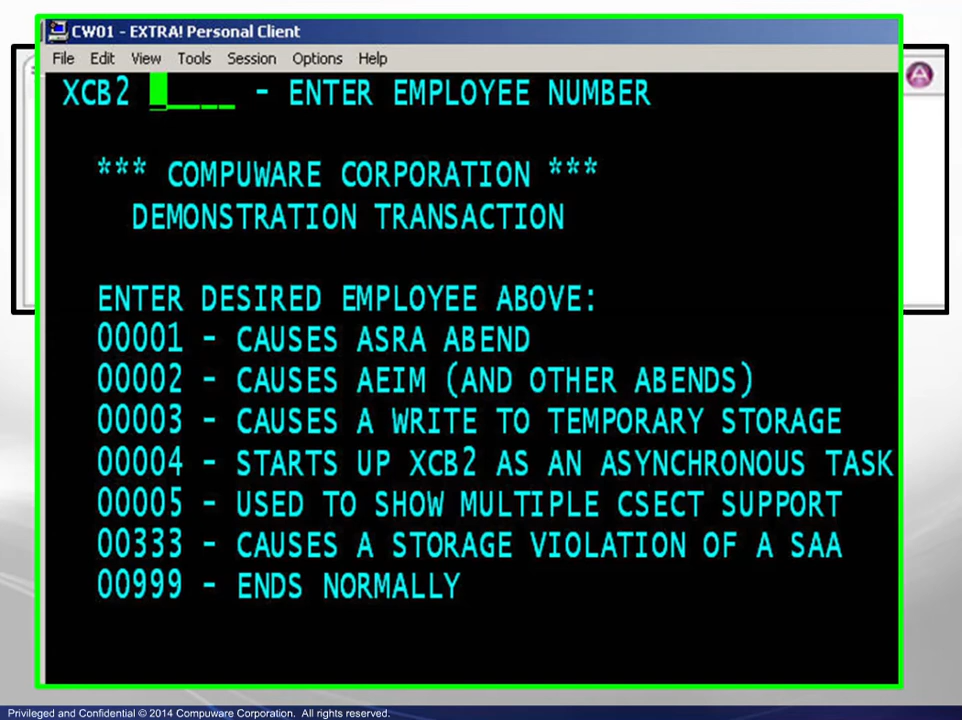 CW01 - EXTRA! Personal Client
File Edit View Tools Session Options Help
XCB2 _____ - ENTER EMPLOYEE NUMBER
*** COMPUWARE CORPORATION ***
DEMONSTRATION TRANSACTION
ENTER DESIRED EMPLOYEE ABOVE:
00001 - CAUSES ASRA ABEND
00002 - CAUSES AEIM (AND OTHER ABENDS)
00003 - CAUSES A WRITE TO TEMPORARY STORAGE
00004 - STARTS UP XCB2 AS AN ASYNCHRONOUS TASK
00005 - USED TO SHOW MULTIPLE CSECT SUPPORT
00333 - CAUSES A STORAGE VIOLATION OF A SAA
00999 - ENDS NORMALLY
Privileged and Confidential © 2014 Compuware Corporation. All rights reserved.